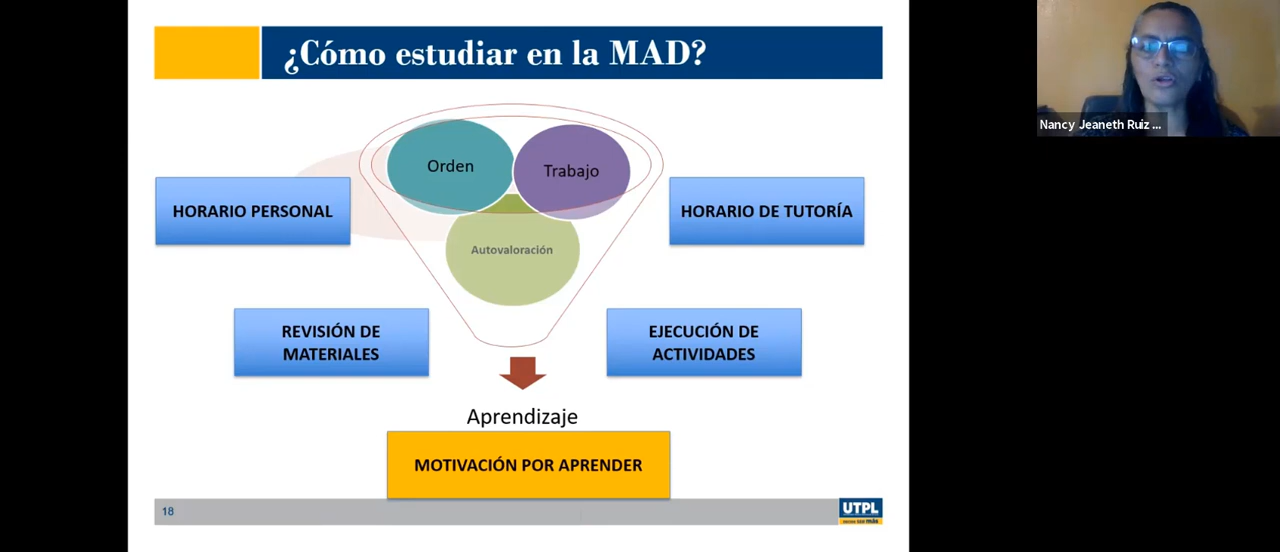 ¿Cómo estudiar en la MAD?
Nancy Jeaneth Ruiz ...
Orden
Trabajo
HORARIO PERSONAL
HORARIO DE TUTORÍA
Autovaloración
REVISIÓN DE
MATERIALES
EJECUCIÓN DE
ACTIVIDADES
Aprendizaje
MOTIVACIÓN POR APRENDER
18
UTPL